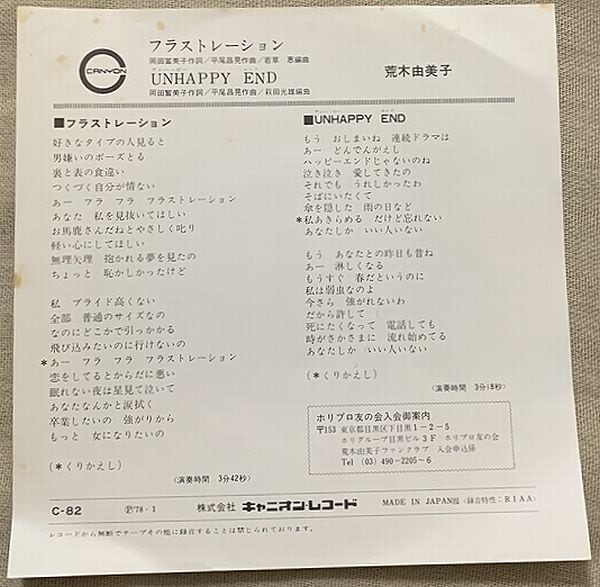 CANYON
フラストレーション
岡田冨美子作詞／平尾昌晃作曲／若草 恵編曲
UNHAPPY END
岡田冨美子作詞／平尾昌晃作曲／萩田光雄編曲
荒木由美子
■フラストレーション
好きなタイプの人見ると
男嫌いのポーズとる
裏と表の食違い
つくづく自分が情ない
あー フラ フラ フラストレーション
あなた 私を見抜いてほしい
お馬鹿さんだねとやさしく叱り
軽い心にしてほしい
無理矢理 抱かれる夢を見たの
ちょっと 恥かしかったけど
私 プライド高くない
全部 普通のサイズなの
なのにどこかで引っかかる
飛び込みたいのに行けないの
＊あー フラ フラ フラストレーション
恋をしてるとからだに悪い
眠れない夜は星見て泣いて
あなたなんかと涙拭く
卒業したいの 強がりから
もっと 女になりたいの
(＊くりかえし)
〈演奏時間 3分42秒〉
■UNHAPPY END
もう おしまいね 連続ドラマは
あー どんでんがえし
ハッピーエンドじゃないのね
泣き泣き 愛してきたの
それでも うれしかったわ
そばにいたくて
傘を隠した 雨の日など
＊私あきらめる だけど忘れない
あなたしか いい人いない
もう あなたとの昨日も昔ね
あー 淋しくなる
もうすぐ 春だというのに
私は弱虫なのよ
今さら 強がれないわ
だから許して
死にたくなって 電話しても
時がさかさまに 流れ始めてる
あなたしか いい人いない
(＊くりかえし)
〈演奏時間 3分18秒〉
ホリプロ友の会入会御案内
〒153 東京都目黒区下目黒1－2－5
ホリグループ目黒ビル3F ホリプロ友の会
荒木由美子ファンクラブ 入会申込係
Tel (03) 490－2205~6
C-82
Ⓟ'78・1
株式会社 キャニオン・レコード
MADE IN JAPAN
(録音特性：RIAA)
レコードから無断でテープその他に録音することは禁じられております。